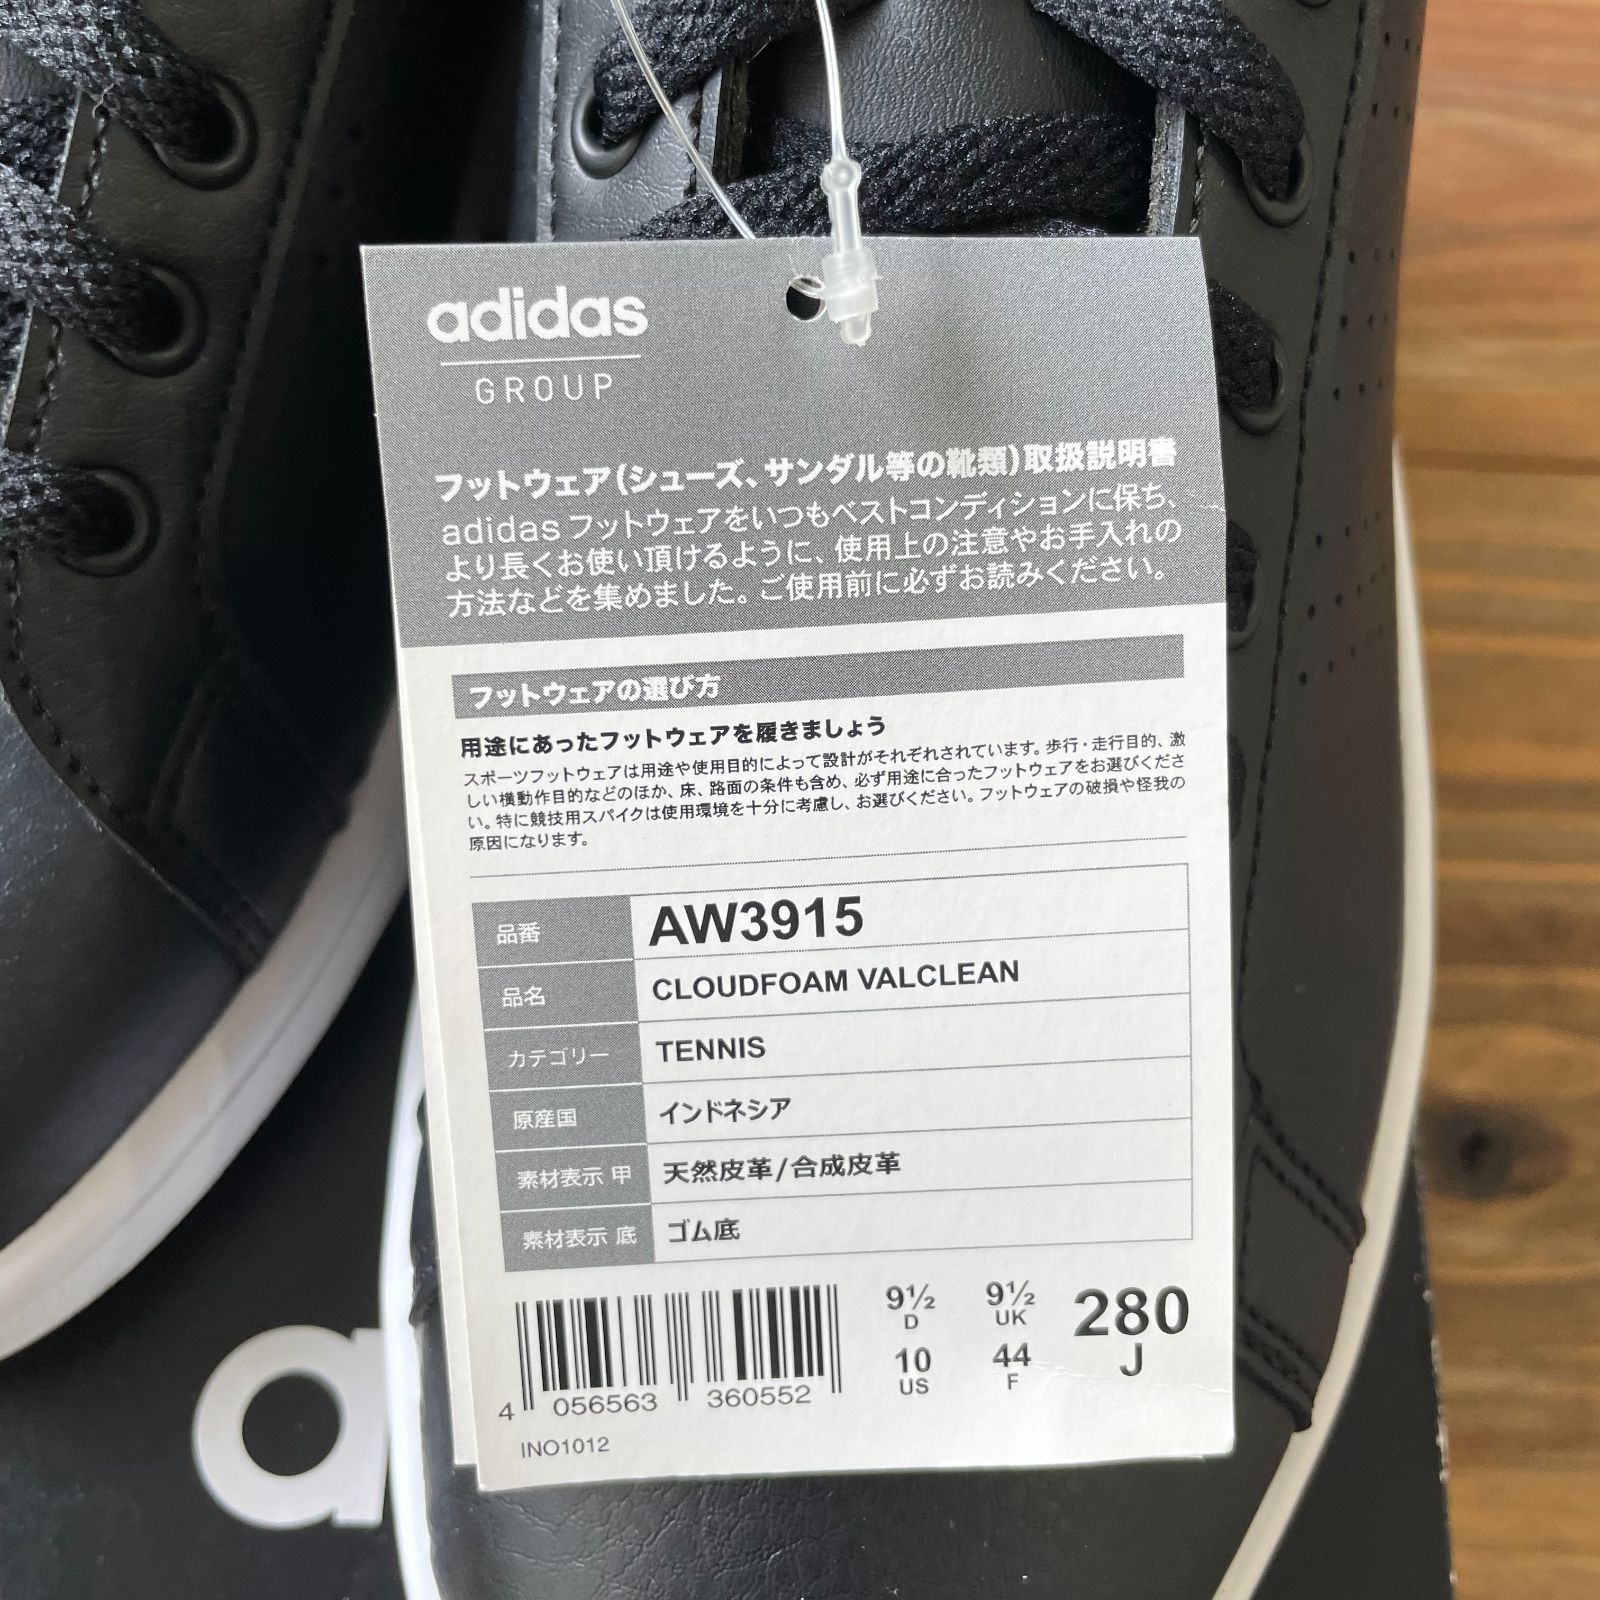 adidas
GROUP
フットウェア(シューズ、サンダル等の靴類)取扱説明書
adidas フットウェアをいつもベストコンディションに保ち、
より長くお使い頂けるように、使用上の注意やお手入れの
方法などを集めました。ご使用前に必ずお読みください。
フットウェアの選び方
用途にあったフットウェアを履きましょう
スポーツフットウェアは用途や使用目的によって設計がそれぞれされています。歩行・走行目的、激
しい横動作目的などのほか、床、路面の条件も含め、必ず用途に合ったフットウェアをお選びくださ
い。特に競技用スパイクは使用環境を十分に考慮し、お選びください。フットウェアの破損や怪我の
原因になります。
品番 AW3915
品名 CLOUDFOAM VALCLEAN
カテゴリー TENNIS
原産国 インドネシア
素材表示 甲 天然皮革/合成皮革
素材表示 底 ゴム底
9½ 9½ 280
D UK J
10 44
US F
4 056563 360552
INO1012
a